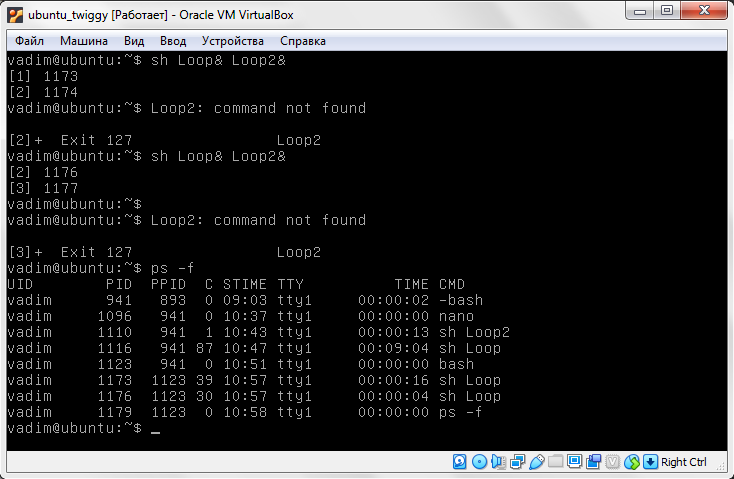 ubuntu_twiggy [Работает] - Oracle VM VirtualBox
Файл Машина Вид Ввод Устройства Справка
vadim@ubuntu:~$ sh Loop& Loop2&
[1] 1173
[2] 1174
vadim@ubuntu:~$ Loop2: command not found
[2]+  Exit 127                Loop2
vadim@ubuntu:~$ sh Loop& Loop2&
[2] 1176
[3] 1177
vadim@ubuntu:~$
vadim@ubuntu:~$ Loop2: command not found
[3]+  Exit 127                Loop2
vadim@ubuntu:~$ ps -f
UID        PID  PPID  C STIME TTY          TIME CMD
vadim      941   893  0 09:03 tty1     00:00:02 -bash
vadim     1096   941  0 10:37 tty1     00:00:00 nano
vadim     1110   941  1 10:43 tty1     00:00:13 sh Loop2
vadim     1116   941 87 10:47 tty1     00:09:04 sh Loop
vadim     1123   941  0 10:51 tty1     00:00:00 bash
vadim     1173  1123 39 10:57 tty1     00:00:16 sh Loop
vadim     1176  1123 30 10:57 tty1     00:00:04 sh Loop
vadim     1179  1123  0 10:58 tty1     00:00:00 ps -f
vadim@ubuntu:~$ _
Right Ctrl